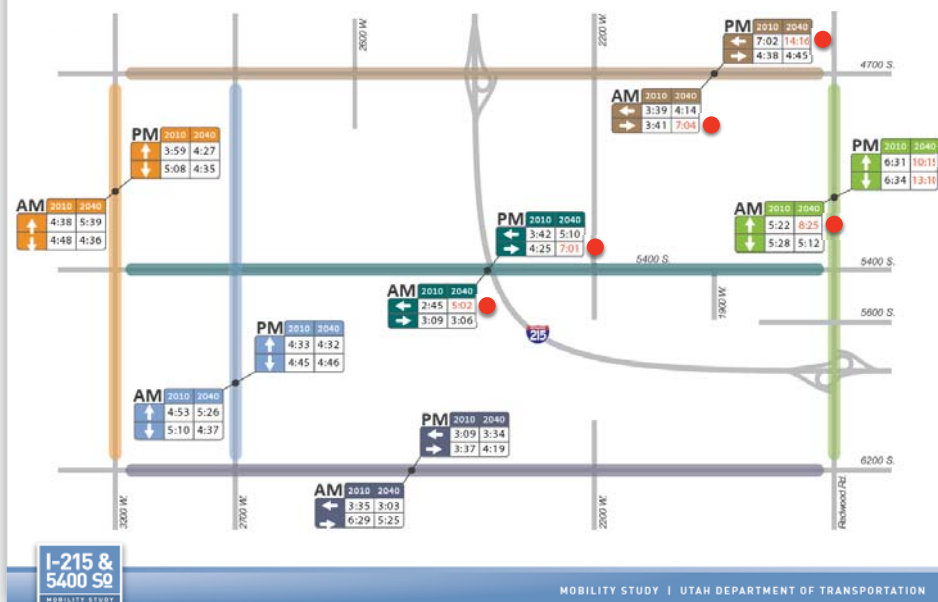 2600 W.
2200 W.
PM 2010 2040
← 7:02 14:16
→ 4:38 4:45
4700 S.
AM 2010 2040
← 3:39 4:14
→ 3:41 7:04
PM 2010 2040
↑ 3:59 4:27
↓ 5:08 4:35
PM 2010 2040
↑ 6:31 10:15
↓ 6:34 13:10
AM 2010 2040
↑ 4:38 5:39
↓ 4:48 4:36
AM 2010 2040
↑ 5:22 8:25
↓ 5:28 5:12
PM 2010 2040
← 3:42 5:10
→ 4:25 7:01
5400 S.
5400 S.
AM 2010 2040
← 2:45 5:02
→ 3:09 3:06
1900 W.
5600 S.
215
PM 2010 2040
↑ 4:33 4:32
↓ 4:45 4:46
AM 2010 2040
↑ 4:53 5:26
↓ 5:10 4:37
PM 2010 2040
← 3:09 3:34
→ 3:37 4:19
6200 S.
AM 2010 2040
← 3:35 3:03
→ 6:29 5:25
3200 W.
2700 W.
2200 W.
Redwood Rd.
I-215 &
5400 SO
MOBILITY STUDY
MOBILITY STUDY | UTAH DEPARTMENT OF TRANSPORTATION